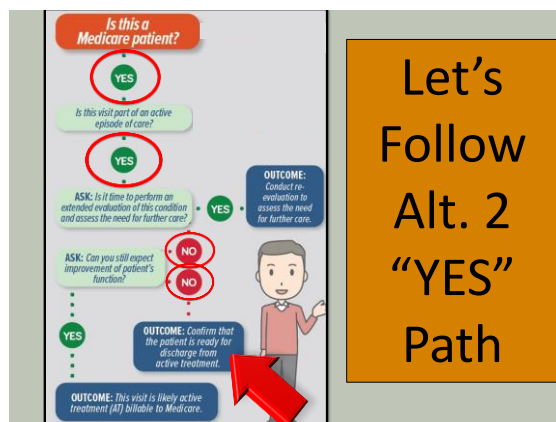 Is this a
Medicare patient?
YES
Is this visit part of an active
episode of care?
YES
ASK: Is it time to perform an
extended evaluation of this condition
and assess the need for further care?
YES
OUTCOME:
Conduct re-
evaluation to
assess the need
for further care.
NO
ASK: Can you still expect
improvement of patient's
function?
NO
YES
OUTCOME: Confirm that
the patient is ready for
discharge from
active treatment.
OUTCOME: This visit is likely active
treatment (AT) billable to Medicare.
Let's
Follow
Alt. 2
“YES”
Path